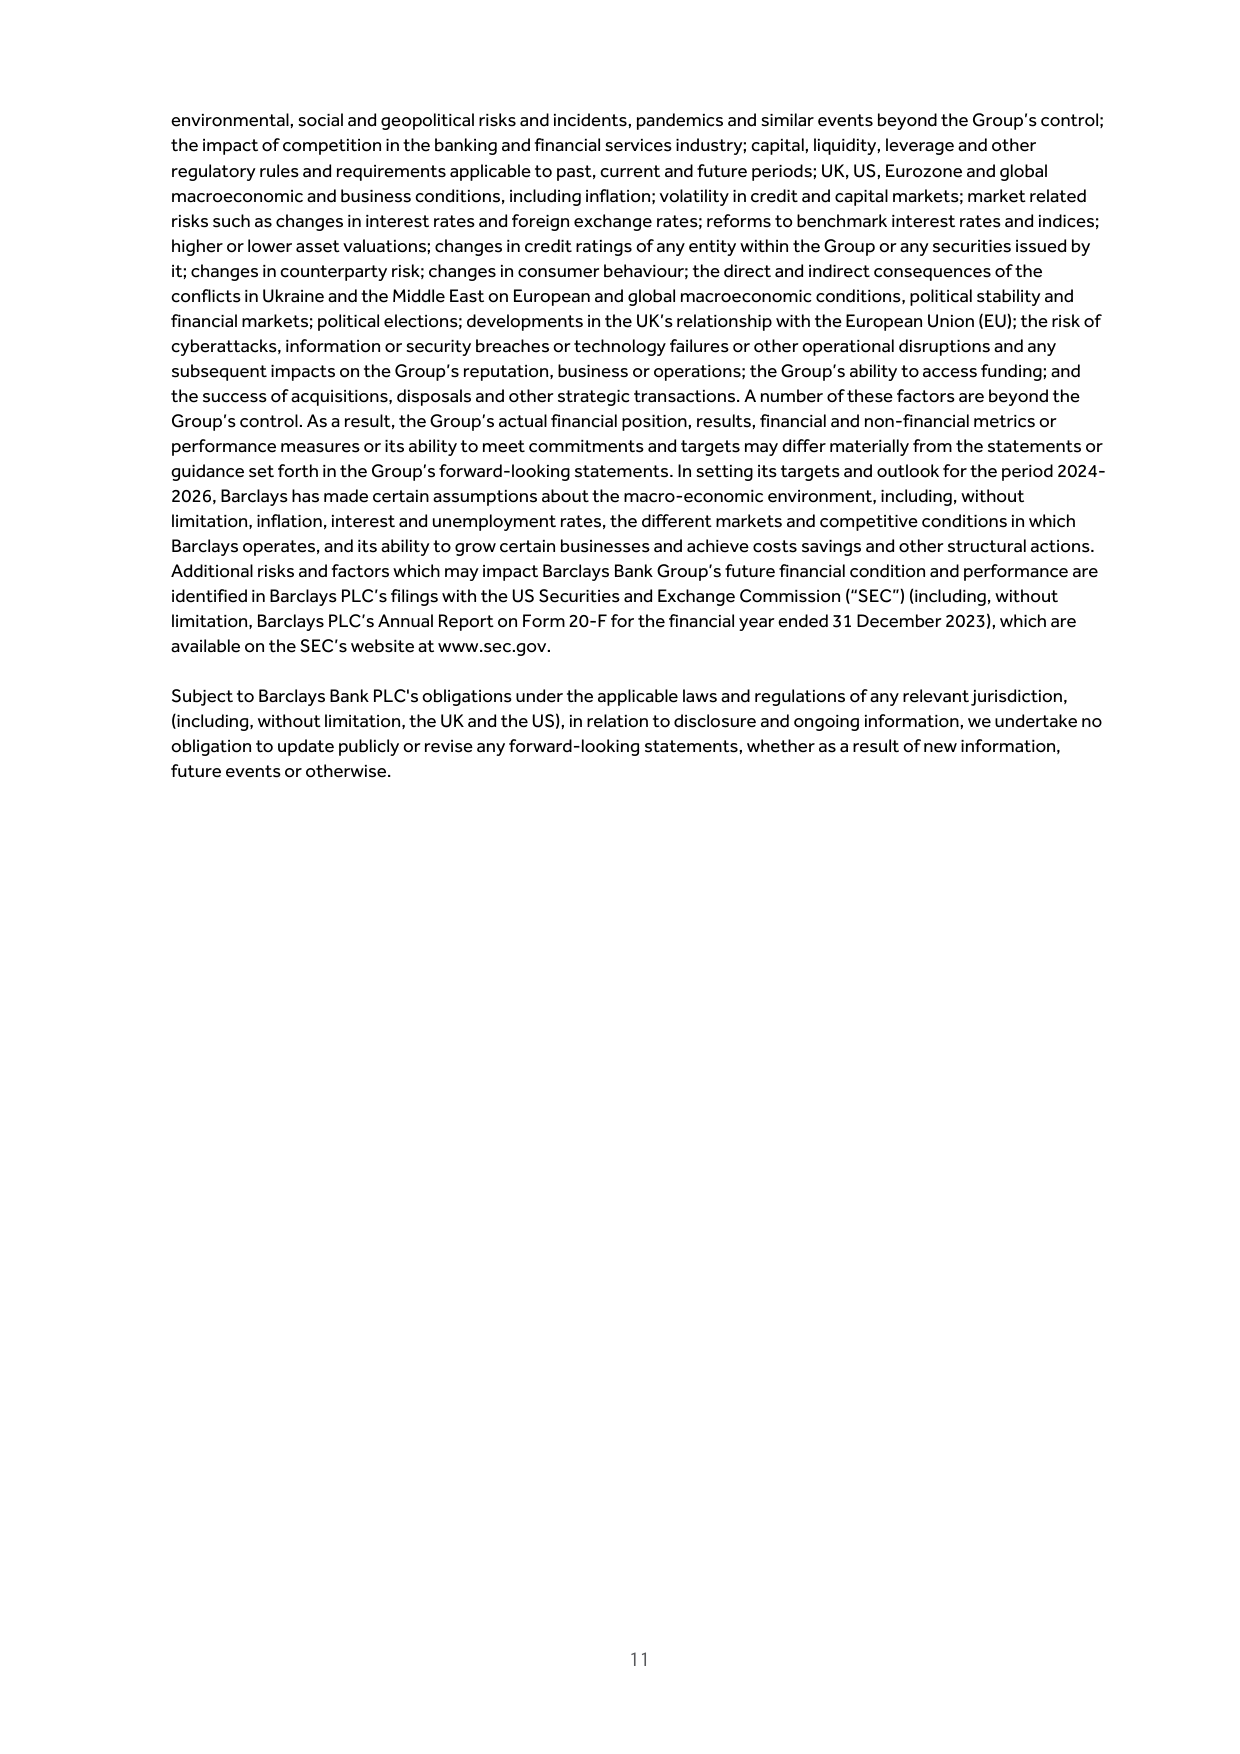 environmental, social and geopolitical risks and incidents, pandemics and similar events beyond the Group's control;
the impact of competition in the banking and financial services industry; capital, liquidity, leverage and other
regulatory rules and requirements applicable to past, current and future periods; UK, US, Eurozone and global
macroeconomic and business conditions, including inflation; volatility in credit and capital markets; market related
risks such as changes in interest rates and foreign exchange rates; reforms to benchmark interest rates and indices;
higher or lower asset valuations; changes in credit ratings of any entity within the Group or any securities issued by
it; changes in counterparty risk; changes in consumer behaviour; the direct and indirect consequences of the
conflicts in Ukraine and the Middle East on European and global macroeconomic conditions, political stability and
financial markets; political elections; developments in the UK's relationship with the European Union (EU); the risk of
cyberattacks, information or security breaches or technology failures or other operational disruptions and any
subsequent impacts on the Group's reputation, business or operations; the Group's ability to access funding; and
the success of acquisitions, disposals and other strategic transactions. A number of these factors are beyond the
Group's control. As a result, the Group's actual financial position, results, financial and non-financial metrics or
performance measures or its ability to meet commitments and targets may differ materially from the statements or
guidance set forth in the Group's forward-looking statements. In setting its targets and outlook for the period 2024-
2026, Barclays has made certain assumptions about the macro-economic environment, including, without
limitation, inflation, interest and unemployment rates, the different markets and competitive conditions in which
Barclays operates, and its ability to grow certain businesses and achieve costs savings and other structural actions.
Additional risks and factors which may impact Barclays Bank Group's future financial condition and performance are
identified in Barclays PLC's filings with the US Securities and Exchange Commission ("SEC") (including, without
limitation, Barclays PLC's Annual Report on Form 20-F for the financial year ended 31 December 2023), which are
available on the SEC's website at www.sec.gov.
Subject to Barclays Bank PLC's obligations under the applicable laws and regulations of any relevant jurisdiction,
(including, without limitation, the UK and the US), in relation to disclosure and ongoing information, we undertake no
obligation to update publicly or revise any forward-looking statements, whether as a result of new information,
future events or otherwise.
11